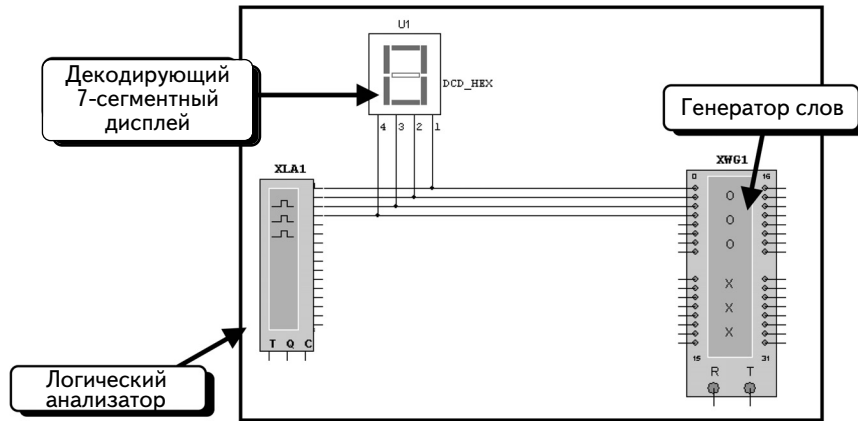 U1
Декодирующий
7-сегментный
дисплей
DCD_HEX
4 3 2 1
Генератор слов
XLA1
XWG1
0 16
O
O
O
X
X
X
T Q C
15 31
R T
Логический
анализатор